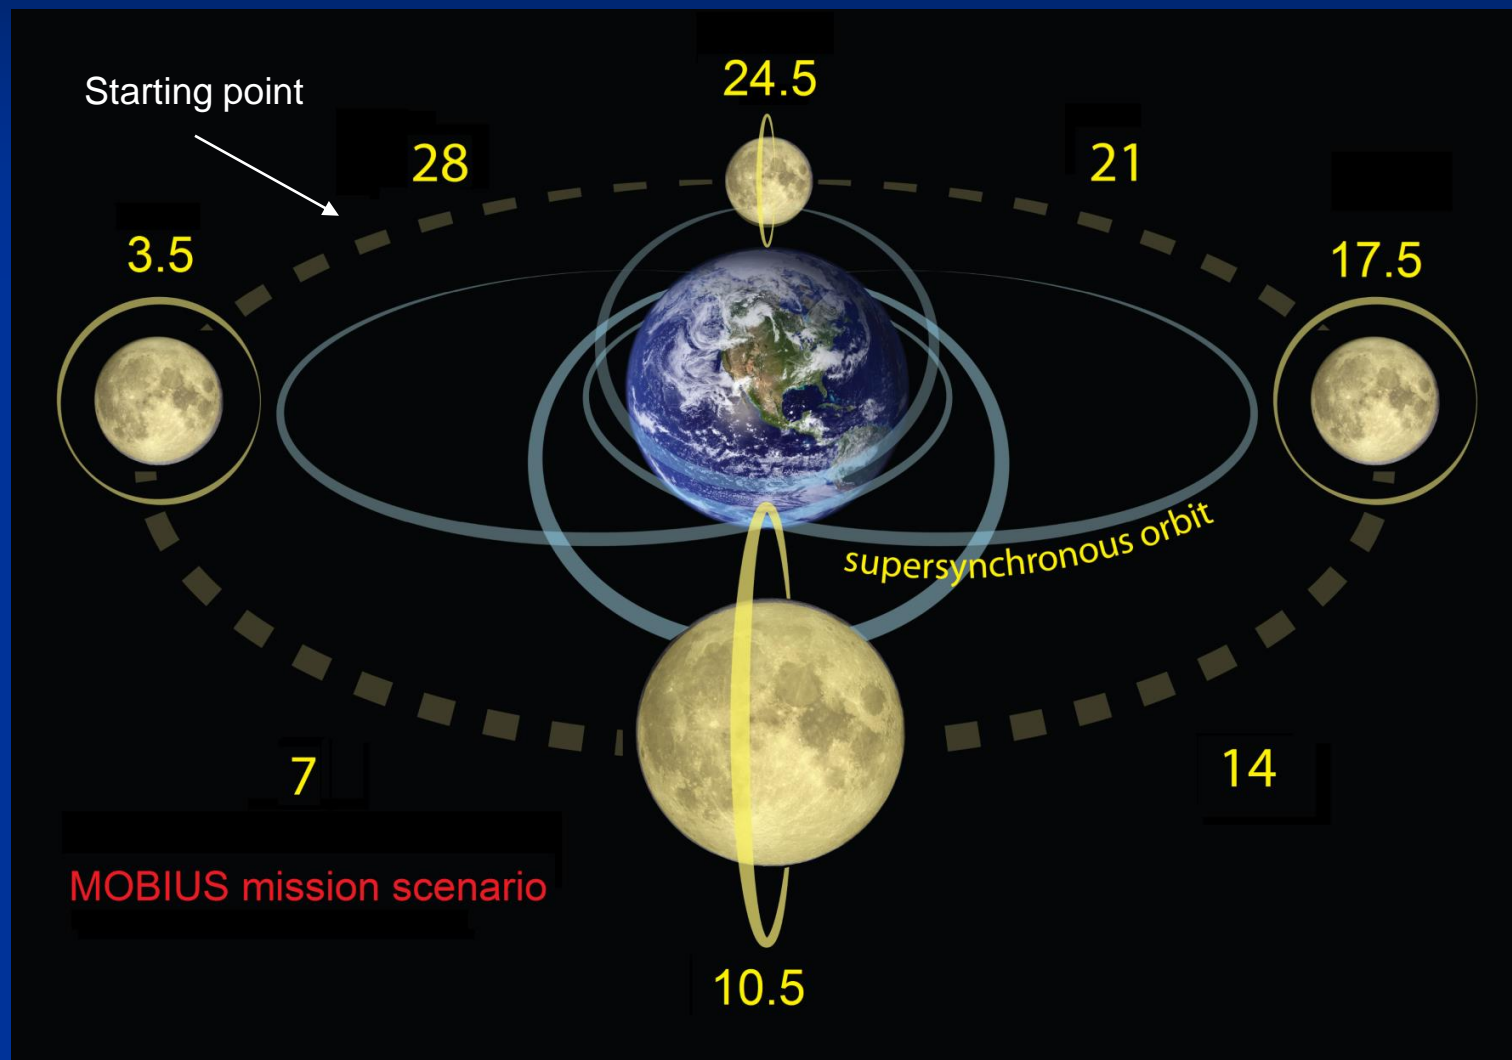 24.5
Starting point
28
21
3.5
17.5
supersynchronous orbit
7
14
MOBIUS mission scenario
10.5